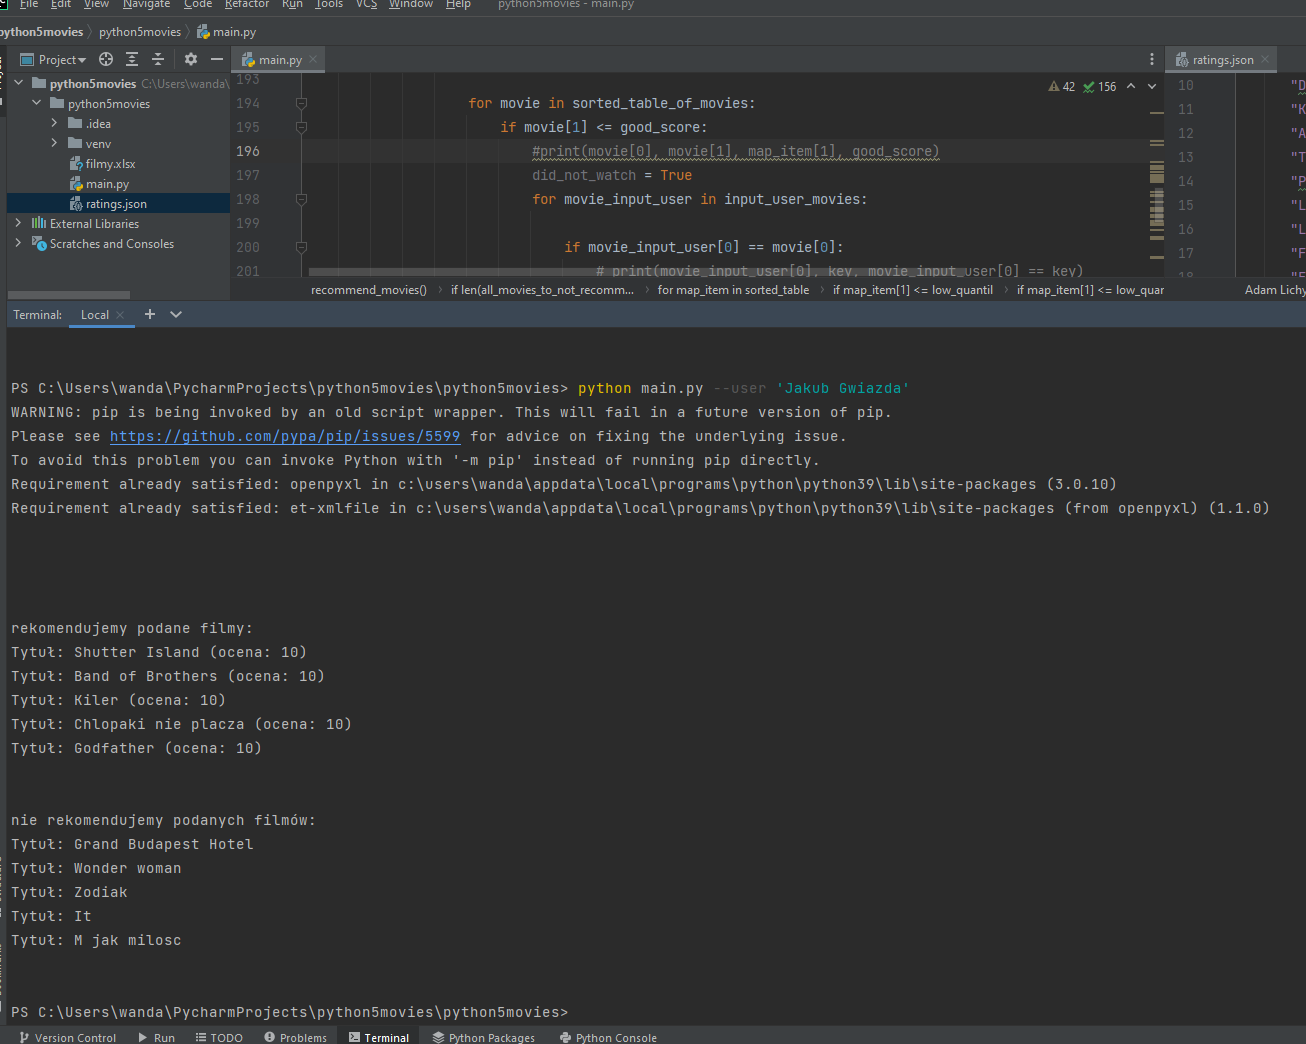 File Edit View Navigate Code Refactor Run Tools VCS Window Help python5movies - main.py
python5movies python5movies main.py
Project main.py ratings.json
python5movies C:\Users\wanda\
python5movies
.idea
venv
filmy.xlsx
main.py
ratings.json
External Libraries
Scratches and Consoles
193
194 for movie in sorted_table_of_movies:
195 if movie[1] <= good_score:
196 #print(movie[0], movie[1], map_item[1], good_score)
197 did_not_watch = True
198 for movie_input_user in input_user_movies:
199
200 if movie_input_user[0] == movie[0]:
201 # print(movie_input_user[0], key, movie_input_user[0] == key)
42 156
10 "D
11 "K
12 "A
13 "T
14 "P
15 "L
16 "L
17 "F
18
recommend_movies() if len(all_movies_to_not_recomm... for map_item in sorted_table if map_item[1] <= low_quantil if map_item[1] <= low_quar Adam Lichy
Terminal: Local
PS C:\Users\wanda\PycharmProjects\python5movies\python5movies> python main.py --user 'Jakub Gwiazda'
WARNING: pip is being invoked by an old script wrapper. This will fail in a future version of pip.
Please see https://github.com/pypa/pip/issues/5599 for advice on fixing the underlying issue.
To avoid this problem you can invoke Python with '-m pip' instead of running pip directly.
Requirement already satisfied: openpyxl in c:\users\wanda\appdata\local\programs\python\python39\lib\site-packages (3.0.10)
Requirement already satisfied: et-xmlfile in c:\users\wanda\appdata\local\programs\python\python39\lib\site-packages (from openpyxl) (1.1.0)
rekomendujemy podane filmy:
Tytuł: Shutter Island (ocena: 10)
Tytuł: Band of Brothers (ocena: 10)
Tytuł: Kiler (ocena: 10)
Tytuł: Chlopaki nie placza (ocena: 10)
Tytuł: Godfather (ocena: 10)
nie rekomendujemy podanych filmów:
Tytuł: Grand Budapest Hotel
Tytuł: Wonder woman
Tytuł: Zodiak
Tytuł: It
Tytuł: M jak milosc
PS C:\Users\wanda\PycharmProjects\python5movies\python5movies>
Version Control Run TODO Problems Terminal Python Packages Python Console